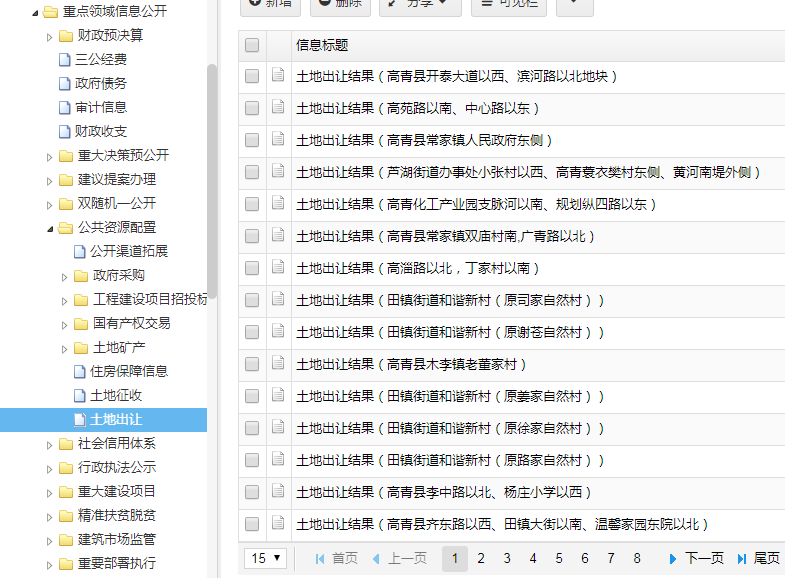 重点领域信息公开
财政预决算
三公经费
政府债务
审计信息
财政收支
重大决策预公开
建议提案办理
双随机一公开
公共资源配置
公开渠道拓展
政府采购
工程建设项目招投标
国有产权交易
土地矿产
住房保障信息
土地征收
土地出让
社会信用体系
行政执法公示
重大建设项目
精准扶贫脱贫
建筑市场监管
重要部署执行
新增 删除 分享 可见栏
信息标题
土地出让结果（高青县开泰大道以西、滨河路以北地块）
土地出让结果（高苑路以南、中心路以东）
土地出让结果（高青县常家镇人民政府东侧）
土地出让结果（芦湖街道办事处小张村以西、高青蓑衣樊村东侧、黄河南堤外侧）
土地出让结果（高青化工产业园支脉河以南、规划纵四路以东）
土地出让结果（高青县常家镇双庙村南,广青路以北）
土地出让结果（高淄路以北，丁家村以南）
土地出让结果（田镇街道和谐新村（原司家自然村））
土地出让结果（田镇街道和谐新村（原谢苍自然村））
土地出让结果（高青县木李镇老董家村）
土地出让结果（田镇街道和谐新村（原姜家自然村））
土地出让结果（田镇街道和谐新村（原徐家自然村））
土地出让结果（田镇街道和谐新村（原路家自然村））
土地出让结果（高青县李中路以北、杨庄小学以西）
土地出让结果（高青县齐东路以西、田镇大街以南、温馨家园东院以北）
15 首页 上一页 1 2 3 4 5 6 7 8 下一页 尾页